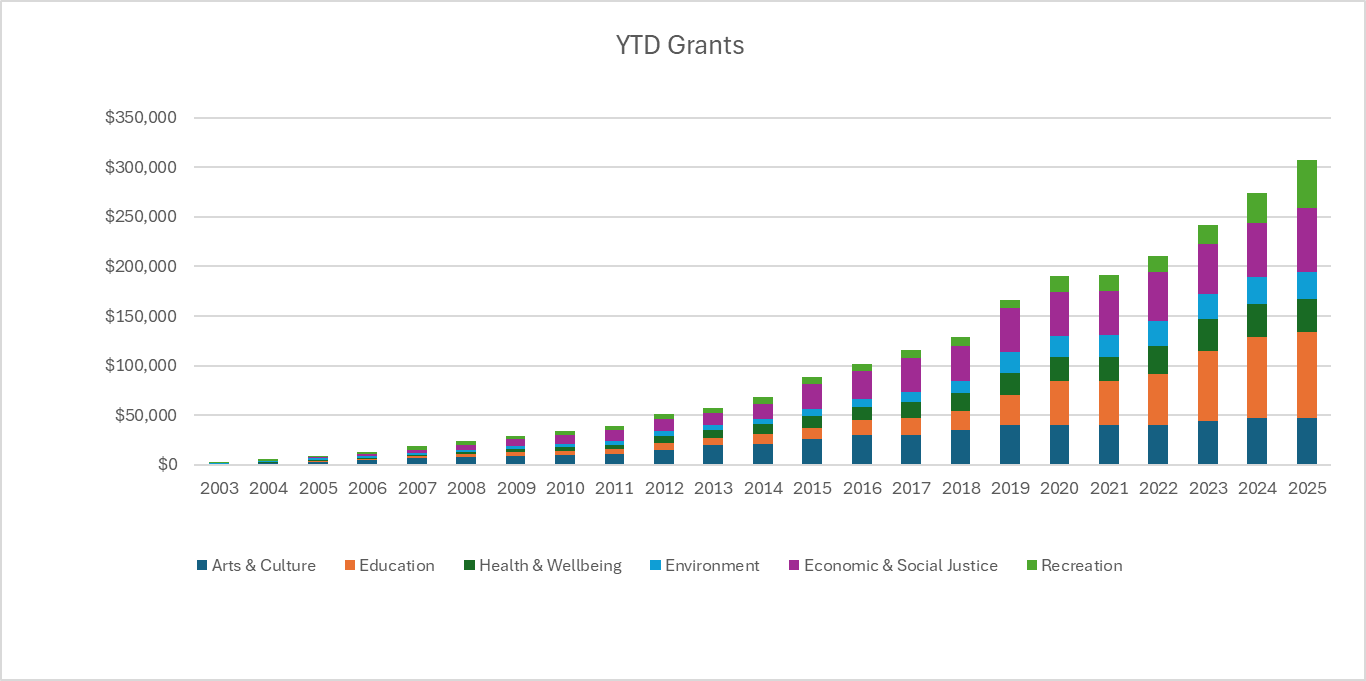 YTD Grants
$350,000
$300,000
$250,000
$200,000
$150,000
$100,000
$50,000
$0
2003 2004 2005 2006 2007 2008 2009 2010 2011 2012 2013 2014 2015 2016 2017 2018 2019 2020 2021 2022 2023 2024 2025
Arts & Culture Education Health & Wellbeing Environment Economic & Social Justice Recreation